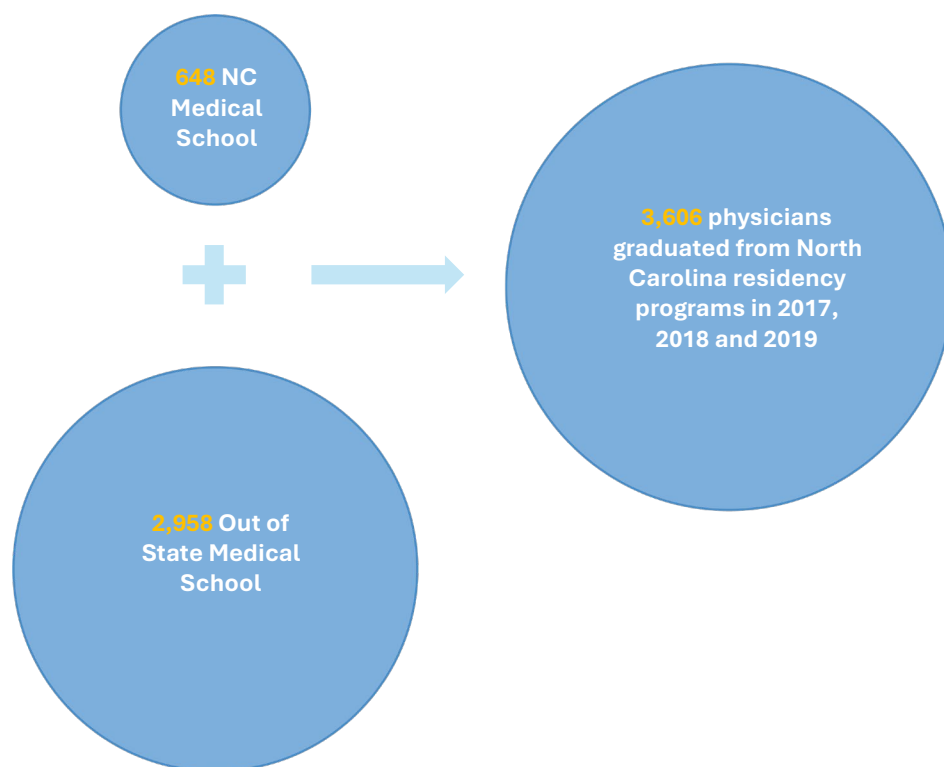 648 NC
Medical
School
3,606 physicians
graduated from North
Carolina residency
programs in 2017,
2018 and 2019
2,958 Out of
State Medical
School